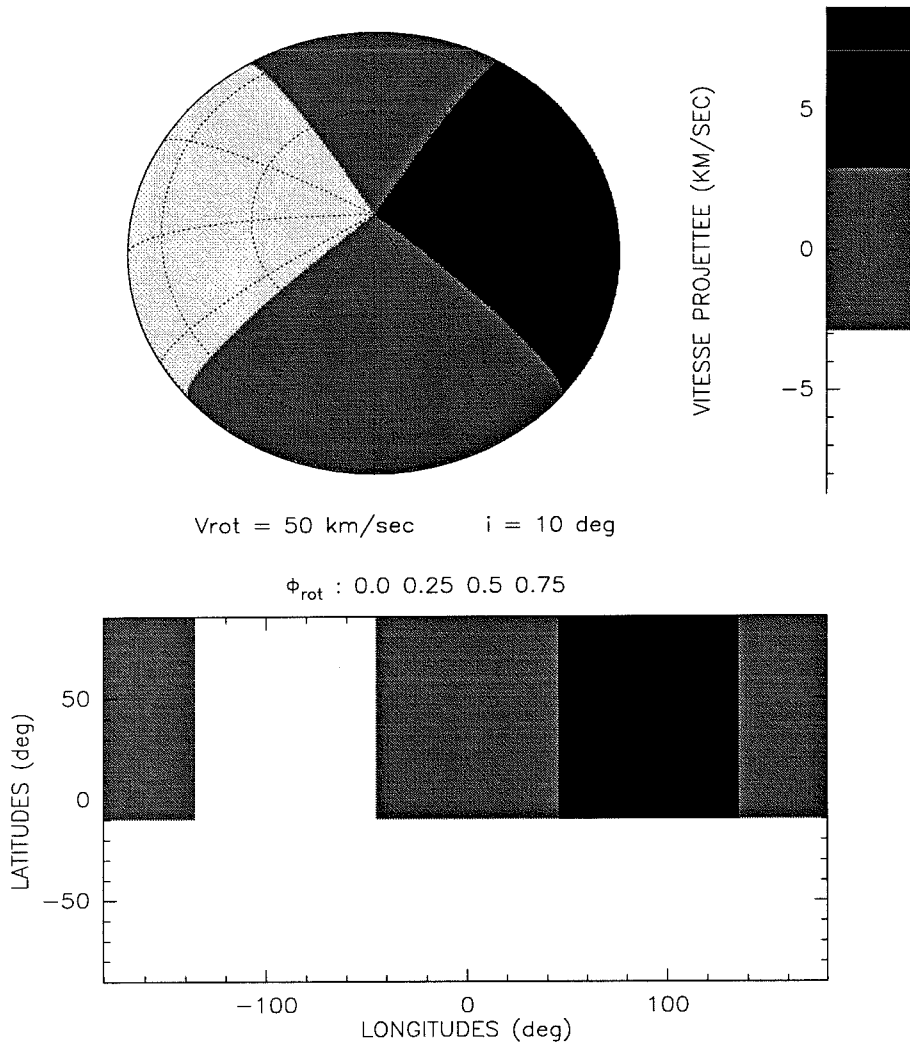 VITESSE PROJETTEE (KM/SEC)
5
0
−5
Vrot = 50 km/sec i = 10 deg
Φrot : 0.0 0.25 0.5 0.75
LATITUDES (deg)
50
0
−50
−100 0 100
LONGITUDES (deg)